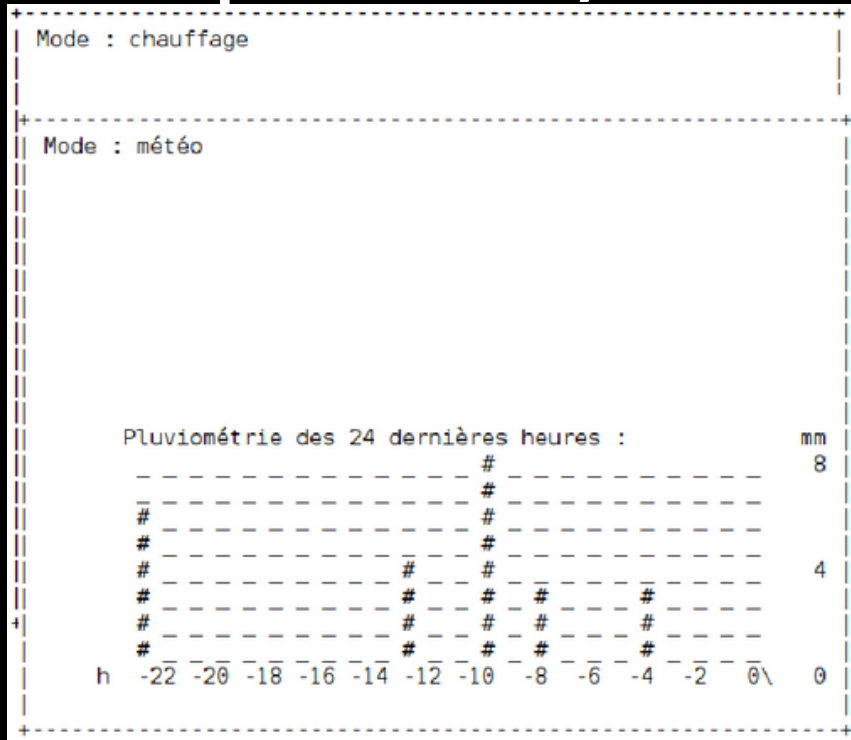 Mode : chauffage
Mode : météo
Pluviométrie des 24 dernières heures : mm
8
4
h -22 -20 -18 -16 -14 -12 -10 -8 -6 -4 -2 0\ 0